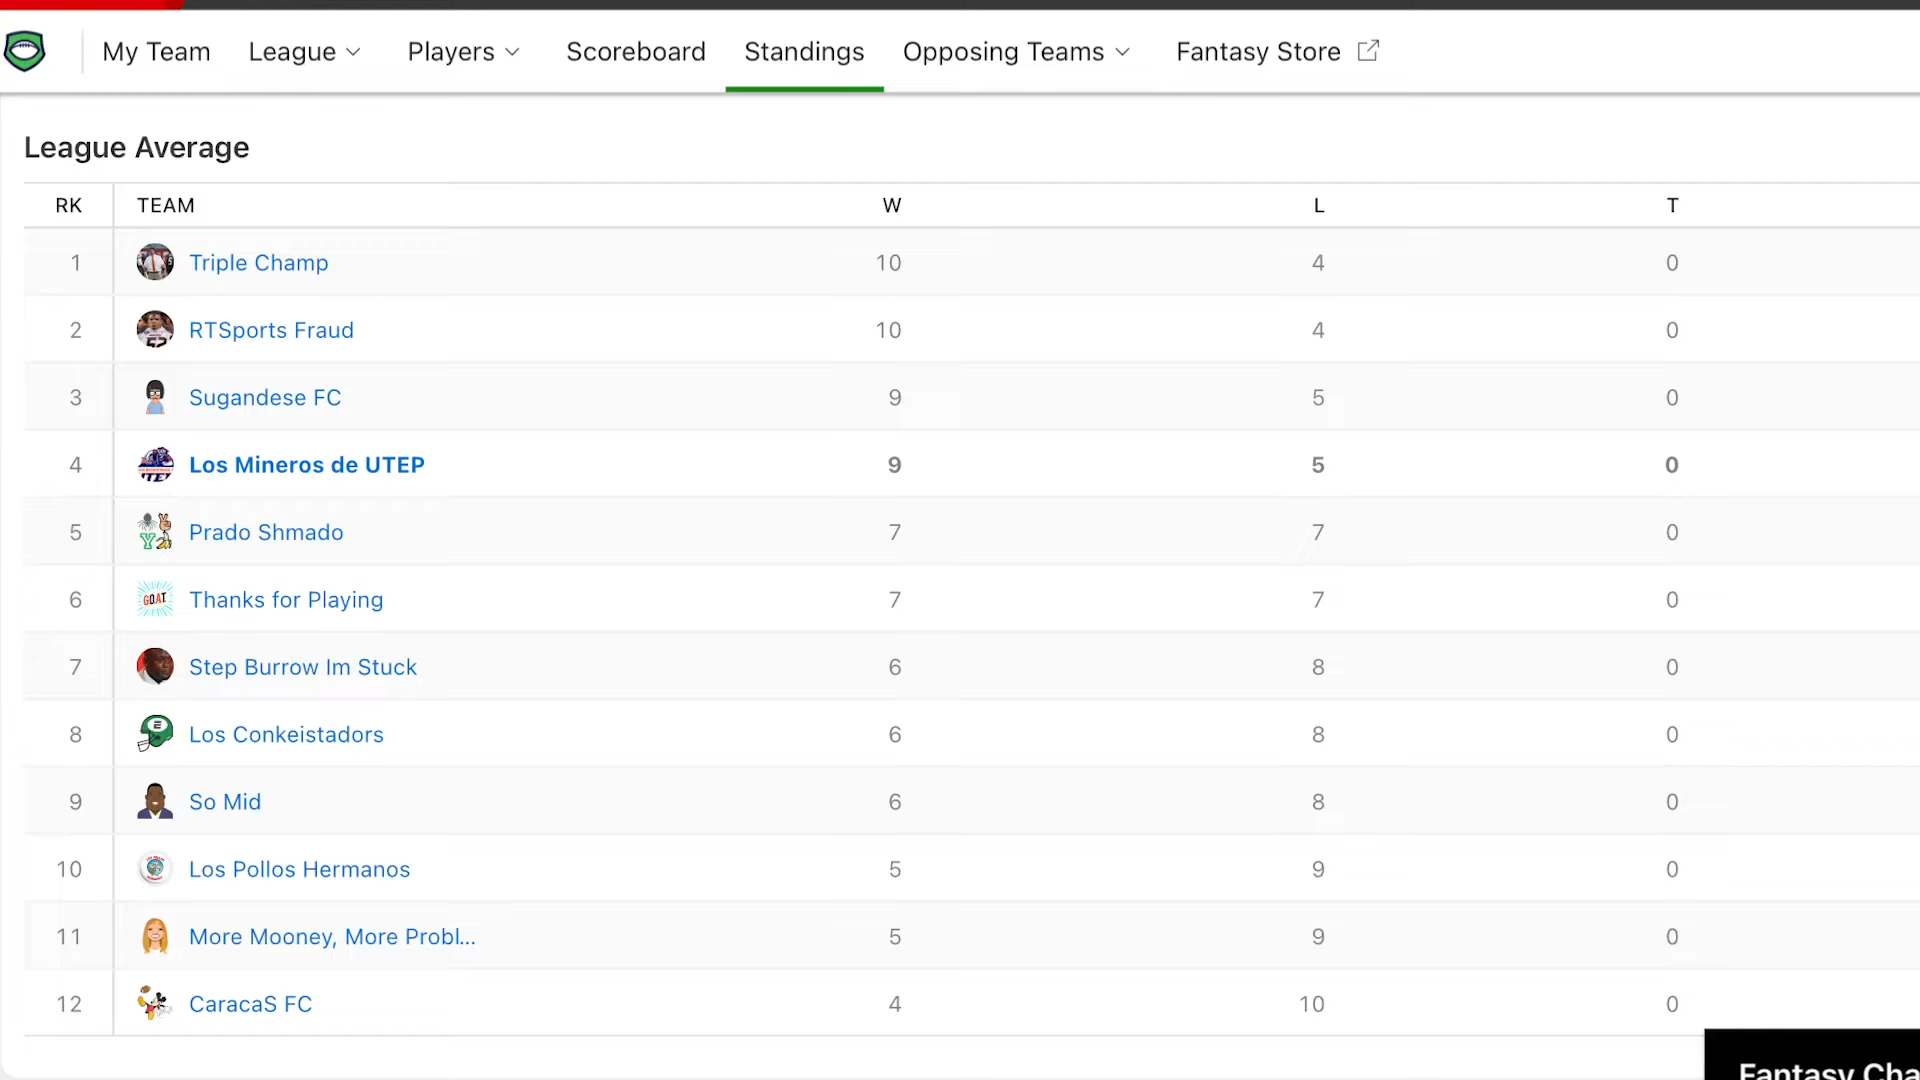 My Team League Players Scoreboard Standings Opposing Teams Fantasy Store
League Average
RK TEAM W L T
1 Triple Champ 10 4 0
2 RTSports Fraud 10 4 0
3 Sugandese FC 9 5 0
4 Los Mineros de UTEP 9 5 0
5 Prado Shmado 7 7 0
6 GOAT Thanks for Playing 7 7 0
7 Step Burrow Im Stuck 6 8 0
8 Los Conkeistadors 6 8 0
9 So Mid 6 8 0
10 Los Pollos Hermanos 5 9 0
11 More Mooney, More Probl... 5 9 0
12 CaracaS FC 4 10 0
Fantasy Cha